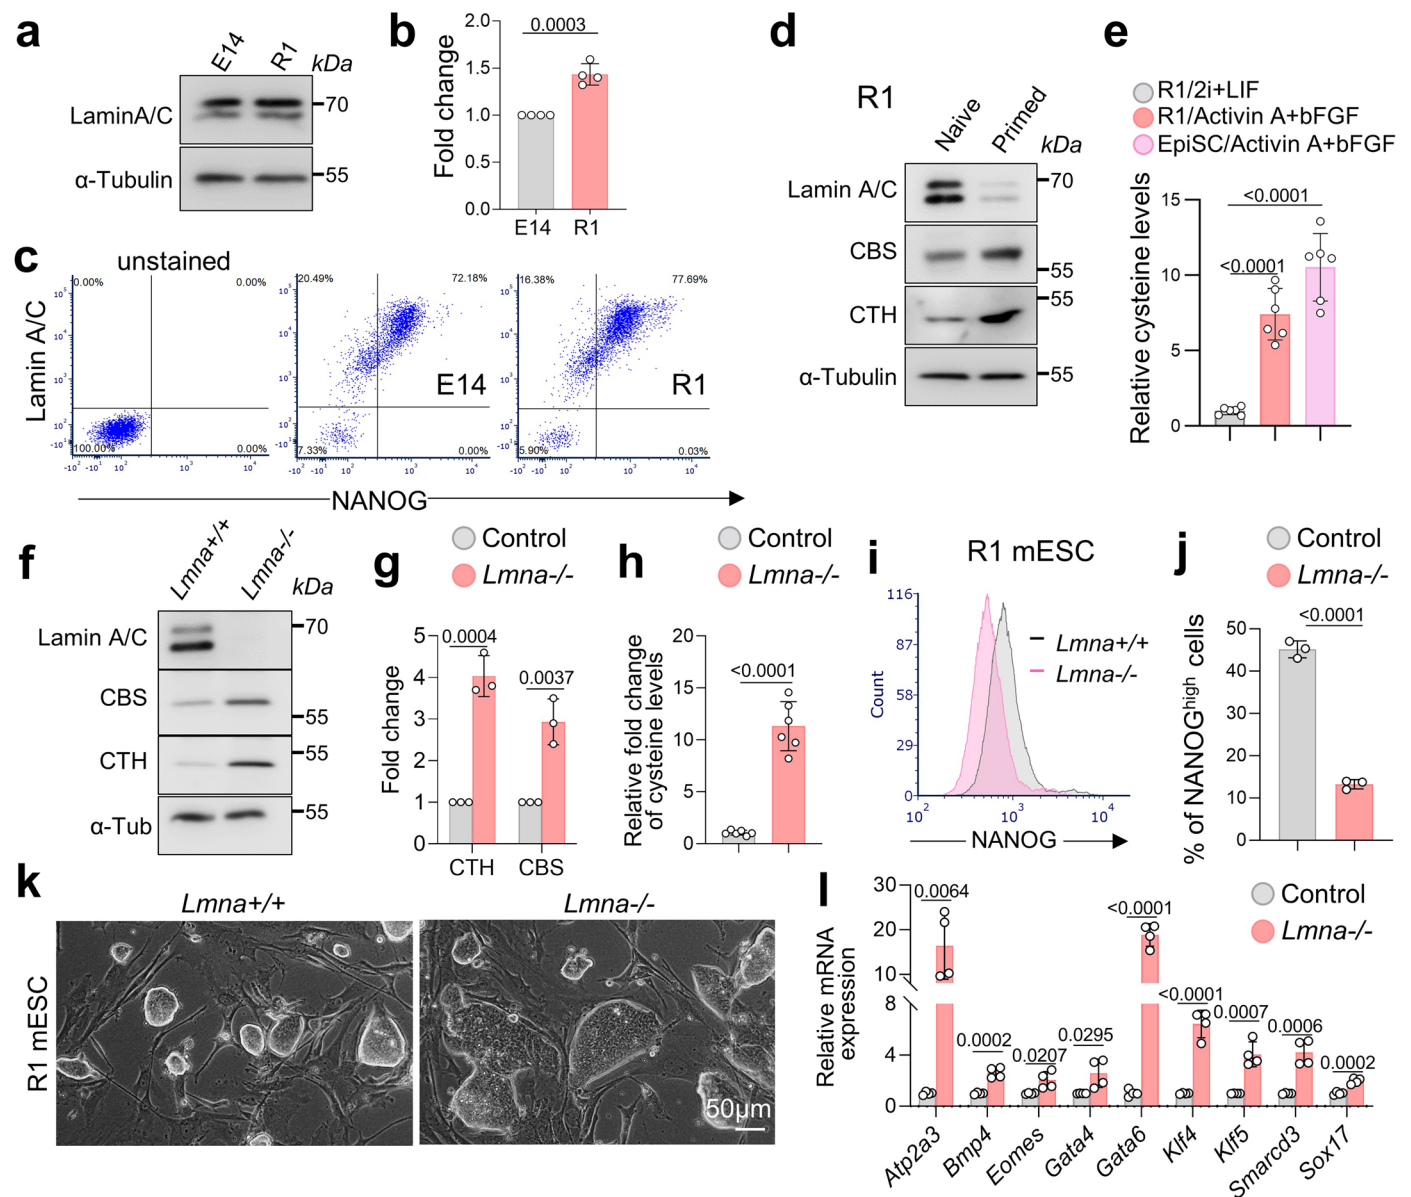 a
E14
R1
kDa
LaminA/C
70
α-Tubulin
55
b
Fold change
2.0
1.5
1.0
0.5
0.0
0.0003
E14
R1
c
unstained
Lamin A/C
0.00%
0.00%
100.00%
0.00%
20.49%
72.18%
E14
7.33%
0.00%
16.38%
77.69%
R1
5.90%
0.03%
NANOG
d
R1
Naive
Primed
kDa
Lamin A/C
70
CBS
55
CTH
55
α-Tubulin
55
e
R1/2i+LIF
R1/Activin A+bFGF
EpiSC/Activin A+bFGF
Relative cysteine levels
15
10
5
0
<0.0001
<0.0001
f
Lmna+/+
Lmna-/-
kDa
Lamin A/C
70
CBS
55
CTH
55
α-Tub
55
g
Control
Lmna-/-
Fold change
5
4
3
2
1
0
0.0004
0.0037
CTH
CBS
h
Control
Lmna-/-
Relative fold change
of cysteine levels
20
15
10
5
0
<0.0001
i
R1 mESC
Count
116
87
58
29
0
Lmna+/+
Lmna-/-
10²
10³
10⁴
NANOG
j
Control
Lmna-/-
% of NANOGhigh cells
50
40
30
20
10
0
<0.0001
k
Lmna+/+
Lmna-/-
R1 mESC
50μm
l
Control
Lmna-/-
Relative mRNA
expression
30
20
10
8
4
0
0.0064
0.0002
0.0207
0.0295
<0.0001
<0.0001
0.0007
0.0006
0.0002
Atp2a3
Bmp4
Eomes
Gata4
Gata6
Klf4
Klf5
Smarcd3
Sox17